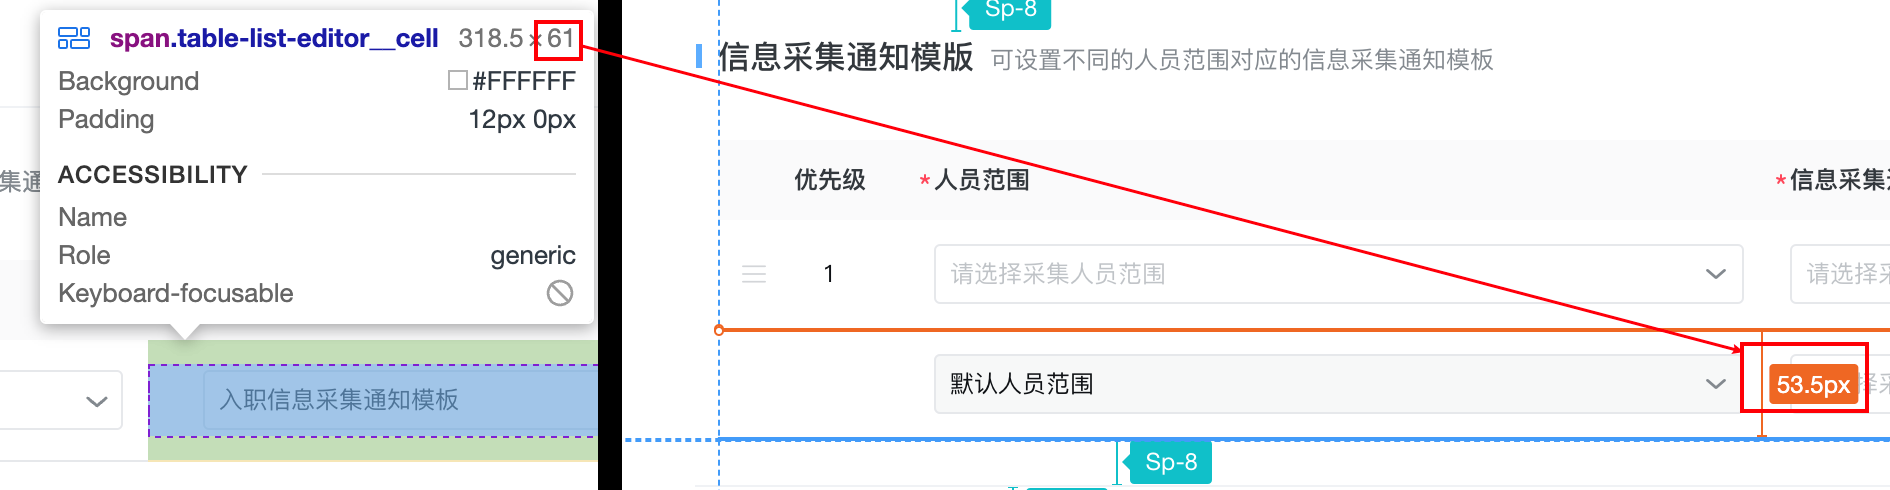 span.table-list-editor__cell 318.5 × 61
Background #FFFFFF
Padding 12px 0px
ACCESSIBILITY
Name
Role generic
Keyboard-focusable
集通
入职信息采集通知模板
Sp-8
信息采集通知模版 可设置不同的人员范围对应的信息采集通知模板
优先级 *人员范围 *信息采集
1 请选择采集人员范围 请选择采
默认人员范围 53.5px
Sp-8